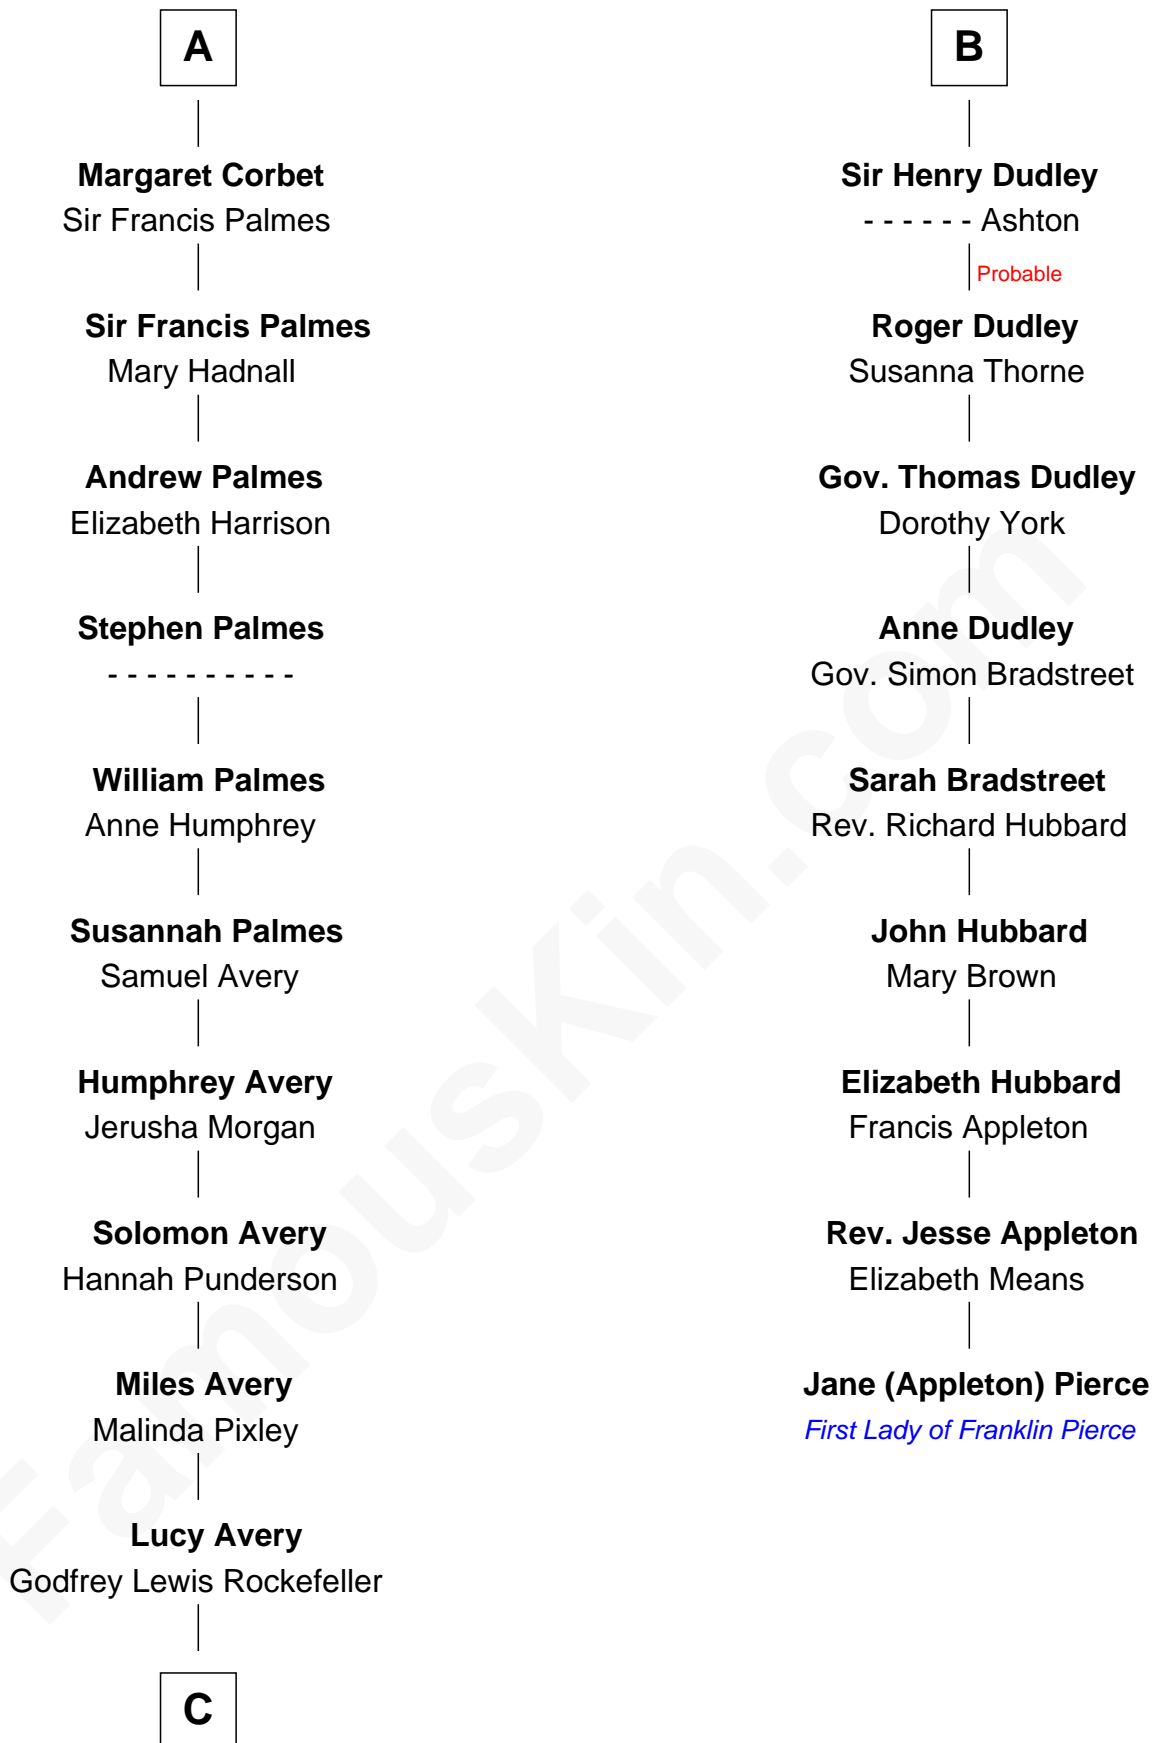 A
Margaret Corbet
Sir Francis Palmes
Sir Francis Palmes
Mary Hadnall
Andrew Palmes
Elizabeth Harrison
Stephen Palmes
- - - - - - - - - -
William Palmes
Anne Humphrey
Susannah Palmes
Samuel Avery
Humphrey Avery
Jerusha Morgan
Solomon Avery
Hannah Punderson
Miles Avery
Malinda Pixley
Lucy Avery
Godfrey Lewis Rockefeller
C
B
Sir Henry Dudley
- - - - - - Ashton
Probable
Roger Dudley
Susanna Thorne
Gov. Thomas Dudley
Dorothy York
Anne Dudley
Gov. Simon Bradstreet
Sarah Bradstreet
Rev. Richard Hubbard
John Hubbard
Mary Brown
Elizabeth Hubbard
Francis Appleton
Rev. Jesse Appleton
Elizabeth Means
Jane (Appleton) Pierce
First Lady of Franklin Pierce
FamousKin.com